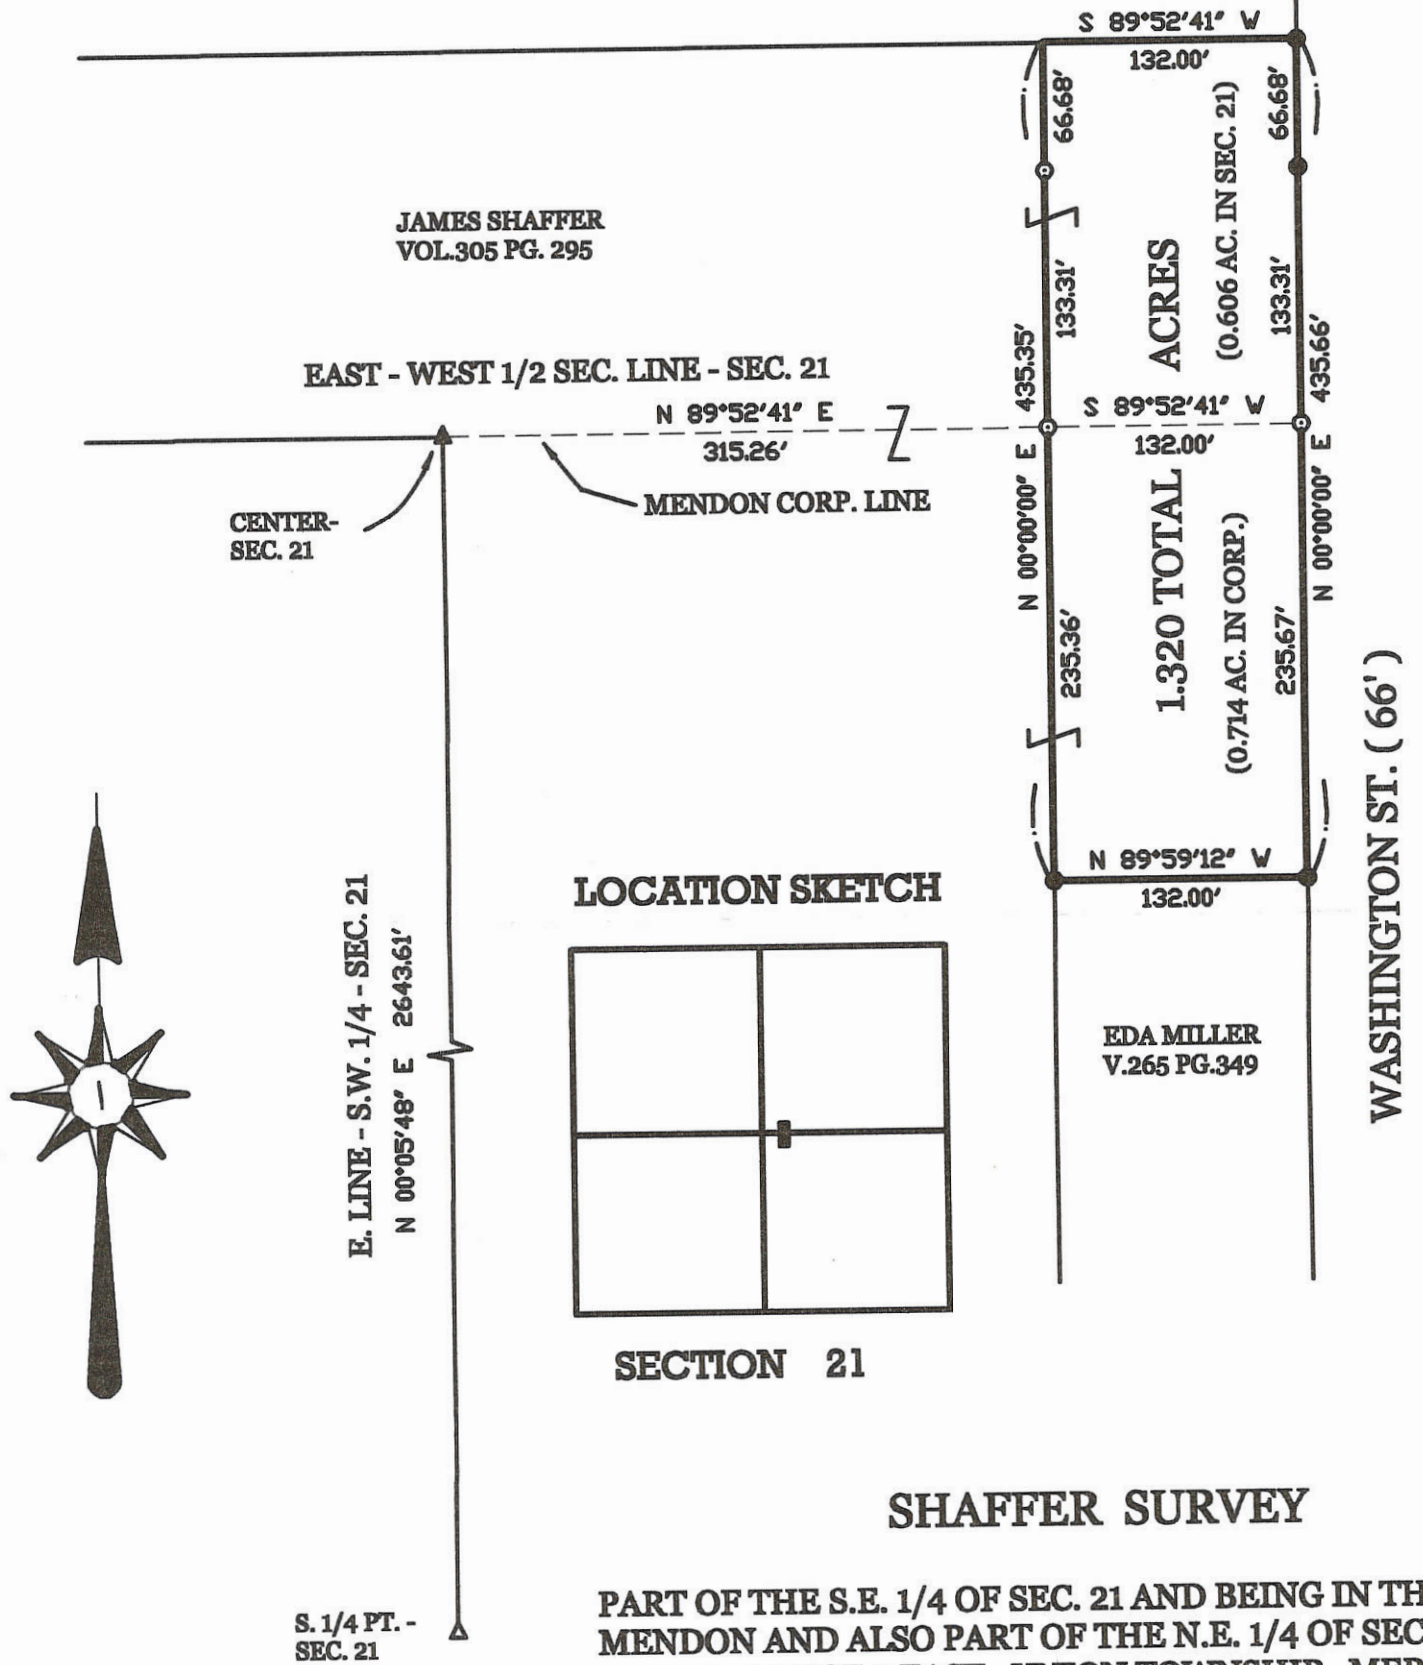 S 89°52'41" W
132.00'
66.68'
66.68'
(0.606 AC. IN SEC. 21)
JAMES SHAFFER
VOL.305 PG. 295
133.31'
ACRES
133.31'
435.35'
435.66'
EAST - WEST 1/2 SEC. LINE - SEC. 21
N 89°52'41" E
315.26'
S 89°52'41" W
132.00'
MENDON CORP. LINE
CENTER-
SEC. 21
N 00°00'00" E
N 00°00'00" E
1.320 TOTAL
(0.714 AC. IN CORP.)
235.36'
235.67'
WASHINGTON ST. ( 66' )
N 89°59'12" W
132.00'
LOCATION SKETCH
E. LINE - S.W. 1/4 - SEC. 21
N 00°05'48" E 2643.61'
EDA MILLER
V.265 PG.349
SECTION 21
SHAFFER SURVEY
S. 1/4 PT. -
SEC. 21
PART OF THE S.E. 1/4 OF SEC. 21 AND BEING IN TH
MENDON AND ALSO PART OF THE N.E. 1/4 OF SEC